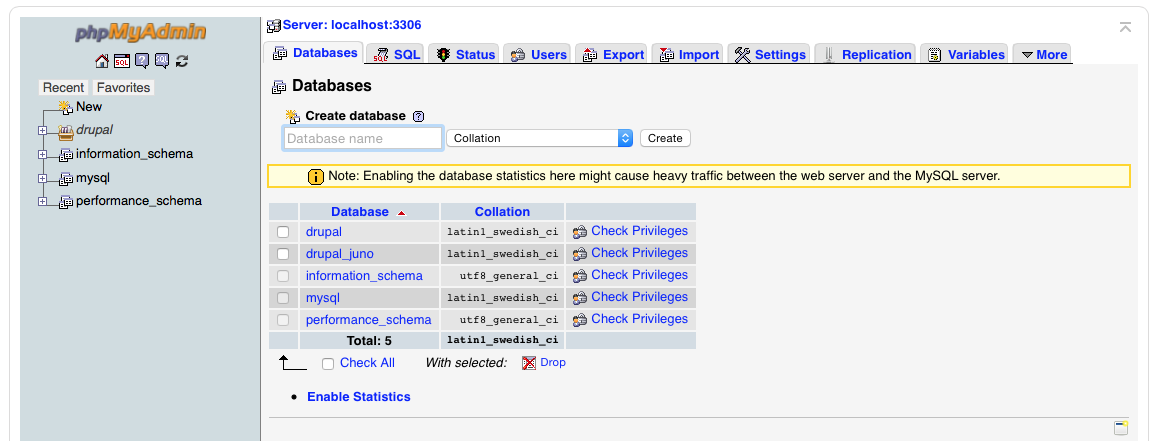 phpMyAdmin
SQL SQL
Recent Favorites
New
drupal
information_schema
mysql
performance_schema
Server: localhost:3306
Databases SQL Status Users Export Import Settings Replication Variables More
Databases
Create database
Database name Collation Create
Note: Enabling the database statistics here might cause heavy traffic between the web server and the MySQL server.
Database Collation
drupal latin1_swedish_ci Check Privileges
drupal_juno latin1_swedish_ci Check Privileges
information_schema utf8_general_ci Check Privileges
mysql latin1_swedish_ci Check Privileges
performance_schema utf8_general_ci Check Privileges
Total: 5 latin1_swedish_ci
Check All With selected: Drop
• Enable Statistics